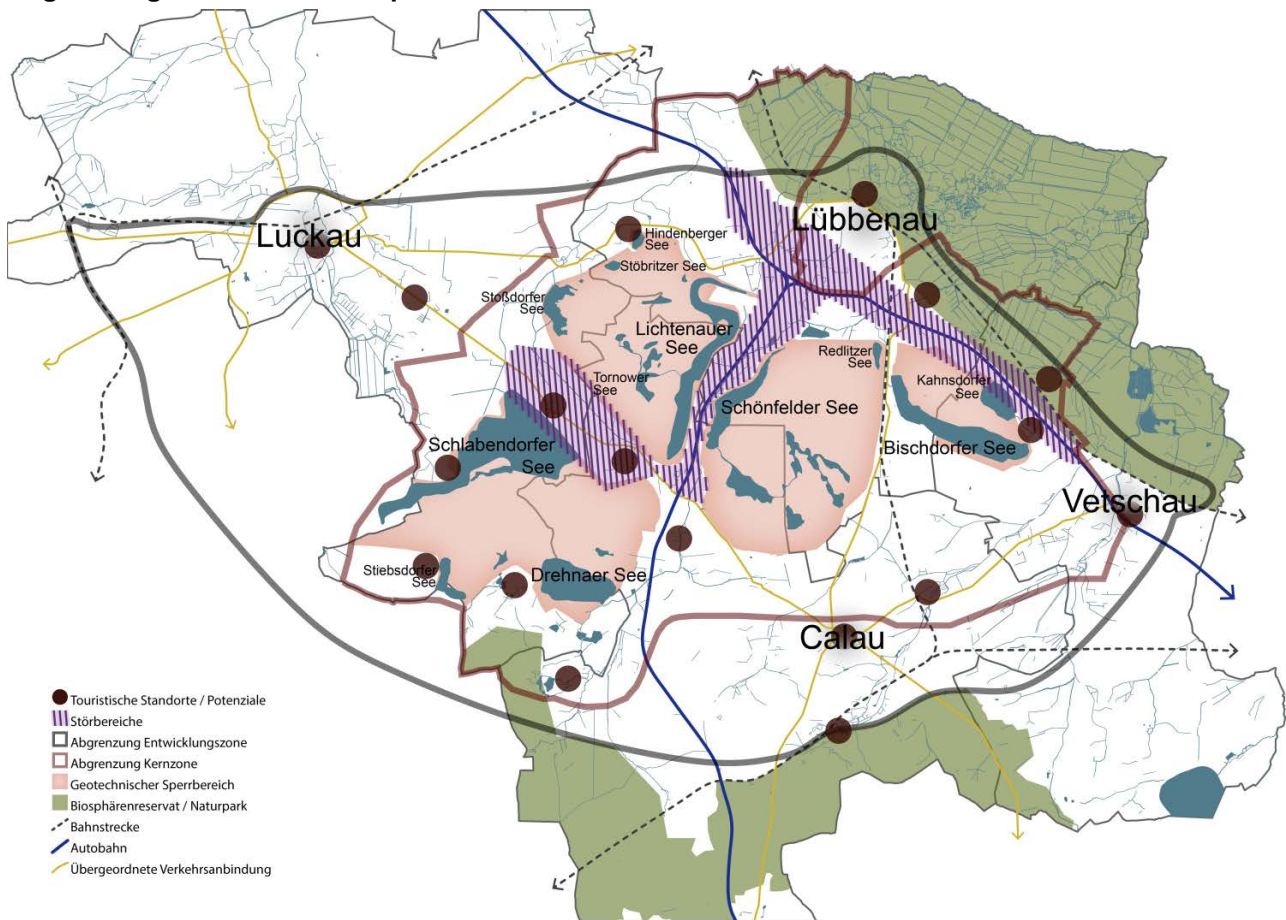 Lübbenau
Luckau
Hindenberger
See
Stöbritzer See
Stoßdorfer
See
Lichtenauer
See
Redlitzer
See
Tornower
See
Kahnsdorfer
See
Schönfelder See
Schlabendorfer
See
Bischdorfer See
Vetschau
Stiebsdorfer
See
Drehnaer See
Calau
Touristische Standorte / Potenziale
Störbereiche
Abgrenzung Entwicklungszone
Abgrenzung Kernzone
Geotechnischer Sperrbereich
Biosphärenreservat / Naturpark
Bahnstrecke
Autobahn
Übergeordnete Verkehrsanbindung